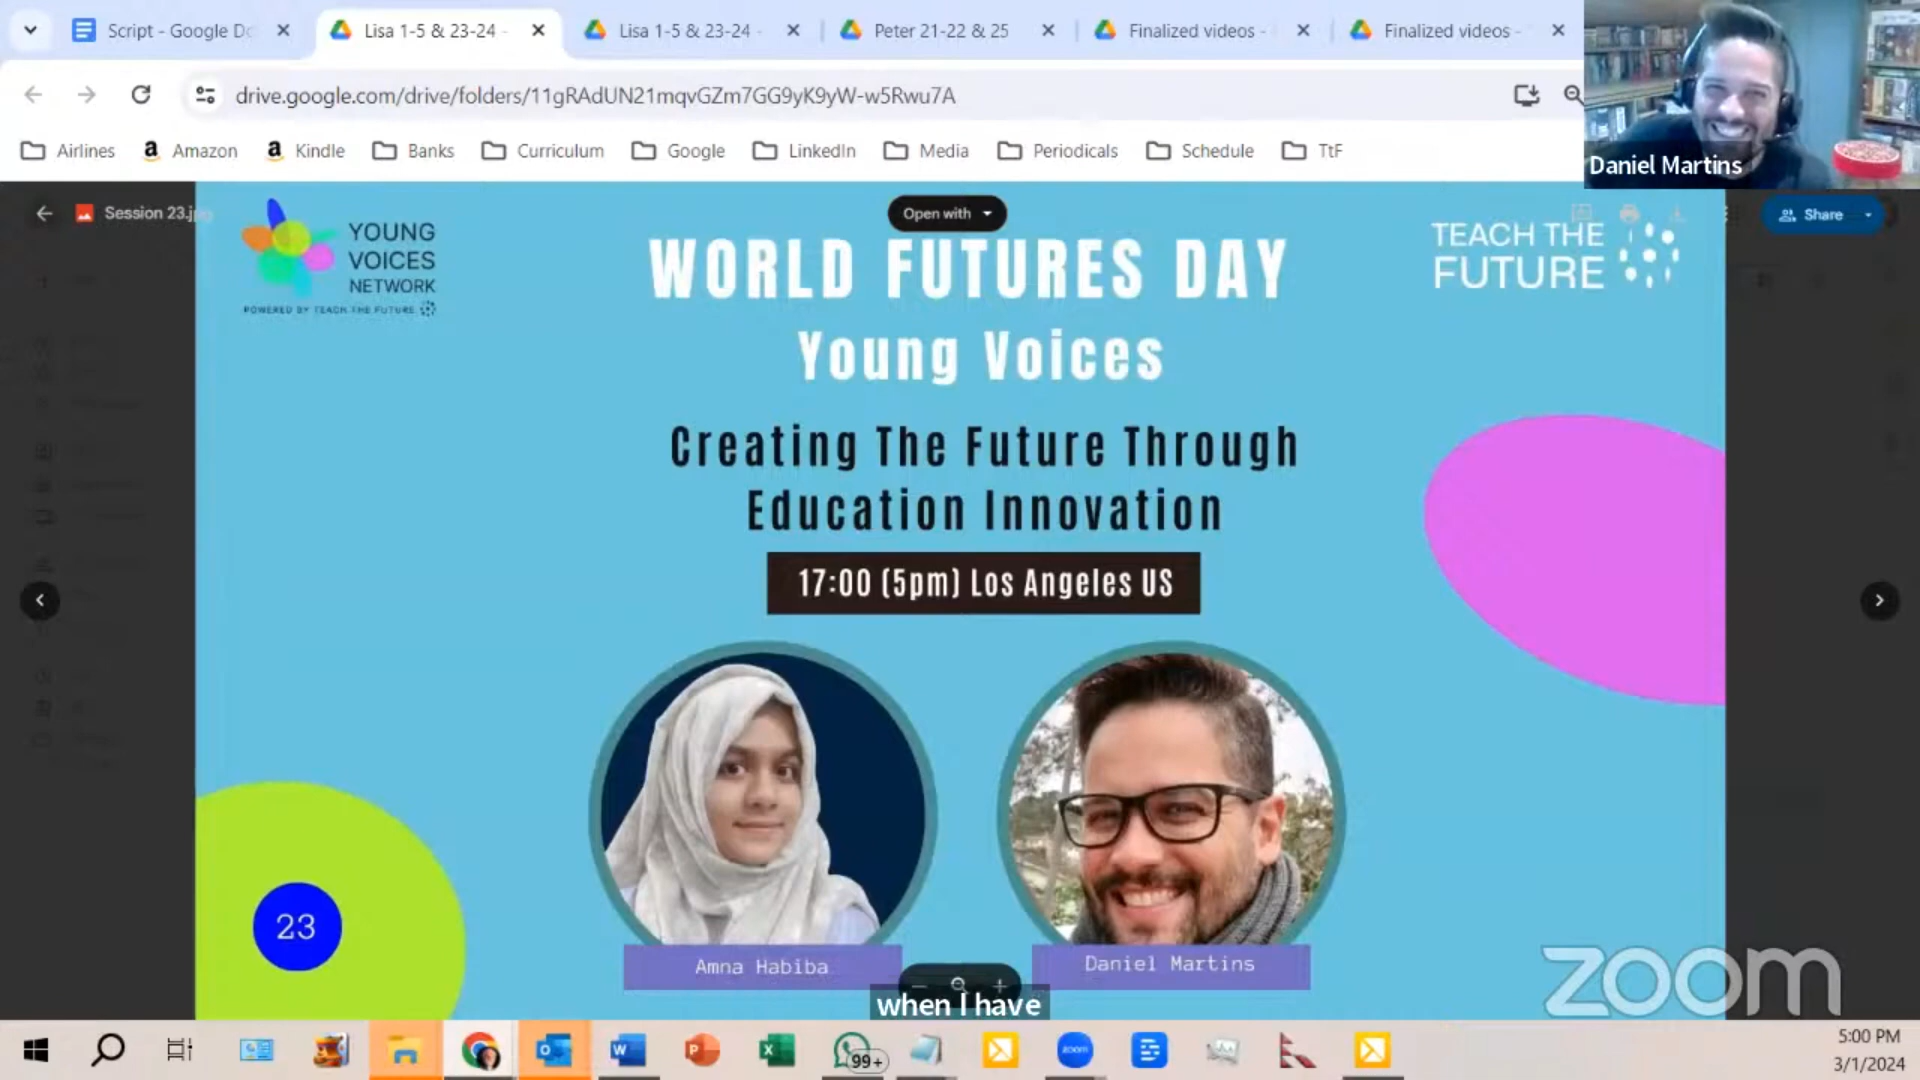 Script - Google Do
Lisa 1-5 & 23-24 -
Lisa 1-5 & 23-24 -
Peter 21-22 & 25
Finalized videos -
Finalized videos -
drive.google.com/drive/folders/11gRAdUN21mqvGZm7GG9yK9yW-w5Rwu7A
Airlines
Amazon
Kindle
Banks
Curriculum
Google
LinkedIn
Media
Periodicals
Schedule
TtF
Daniel Martins
Session 23.jpg
Open with
Share
YOUNG
VOICES
NETWORK
POWERED BY TEACH THE FUTURE
WORLD FUTURES DAY
Young Voices
TEACH THE
FUTURE
Creating The Future Through
Education Innovation
17:00 (5pm) Los Angeles US
23
Amna Habiba
Daniel Martins
when I have
zoom
99+
zoom
5:00 PM
3/1/2024